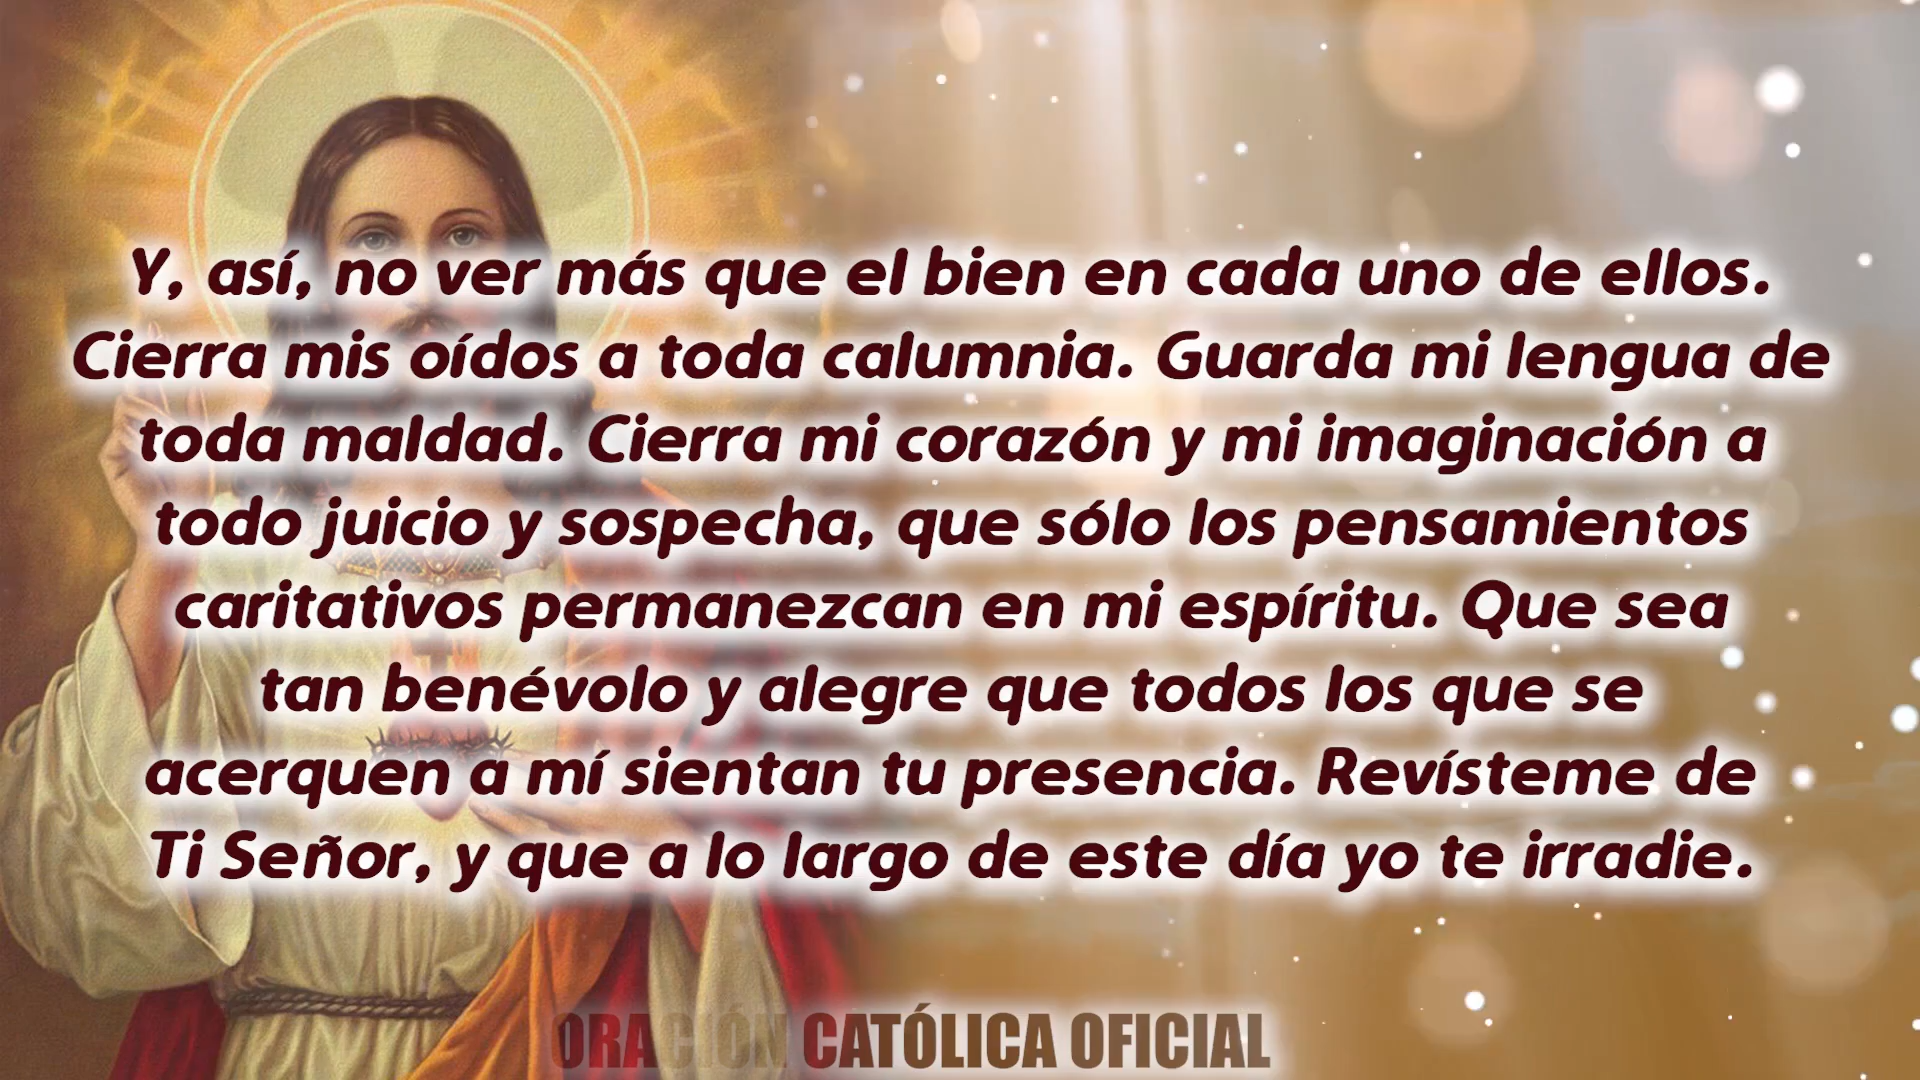 Y, así, no ver más que el bien en cada uno de ellos.
Cierra mis oídos a toda calumnia. Guarda mi lengua de
toda maldad. Cierra mi corazón y mi imaginación a
todo juicio y sospecha, que sólo los pensamientos
caritativos permanezcan en mi espíritu. Que sea
tan benévolo y alegre que todos los que se
acerquen a mí sientan tu presencia. Revísteme de
Ti Señor, y que a lo largo de este día yo te irradie.
ORACIÓN CATÓLICA OFICIAL